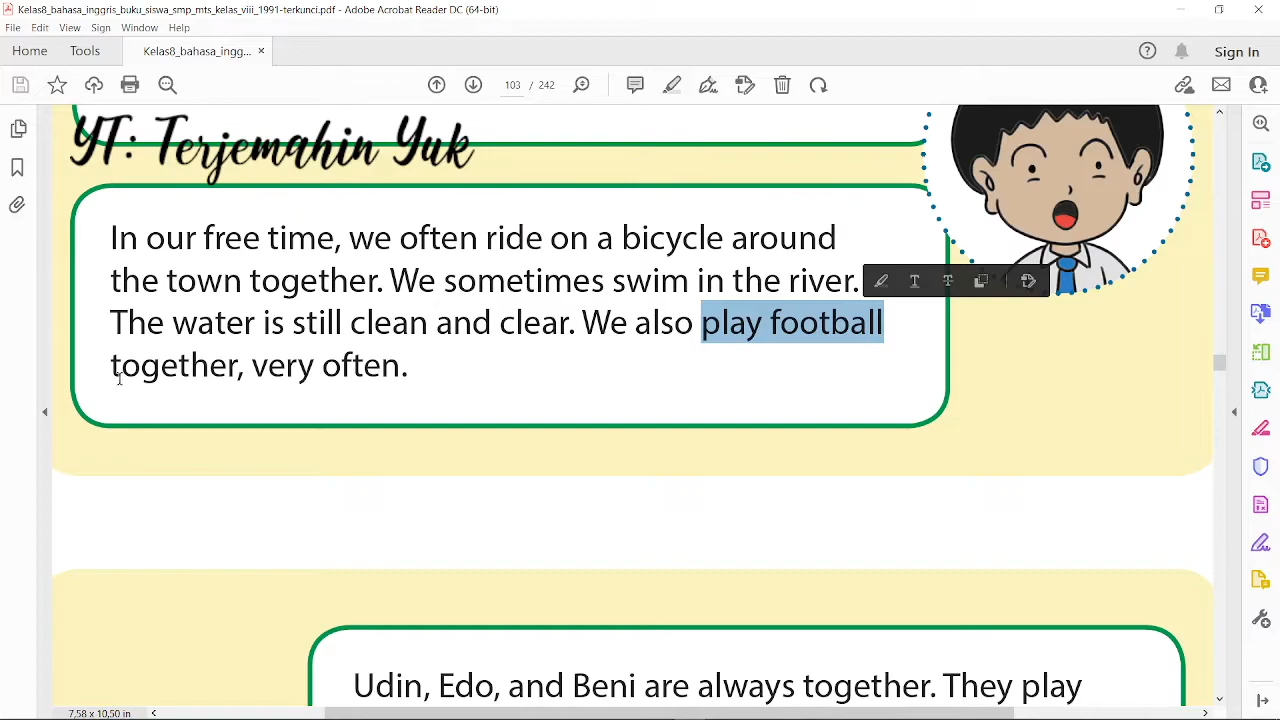 Kelas8_bahasa_inggris_buku_siswa_smp_mts_kelas_viii_1991-terkunci.pdf - Adobe Acrobat Reader DC (64-bit)
File Edit View Sign Window Help
Home Tools Kelas8_bahasa_ingg... ×
Sign In
103 / 242
YT: Terjemahin Yuk
In our free time, we often ride on a bicycle around
the town together. We sometimes swim in the river.
The water is still clean and clear. We also play football
together, very often.
Udin, Edo, and Beni are always together. They play
7,58 x 10,50 in